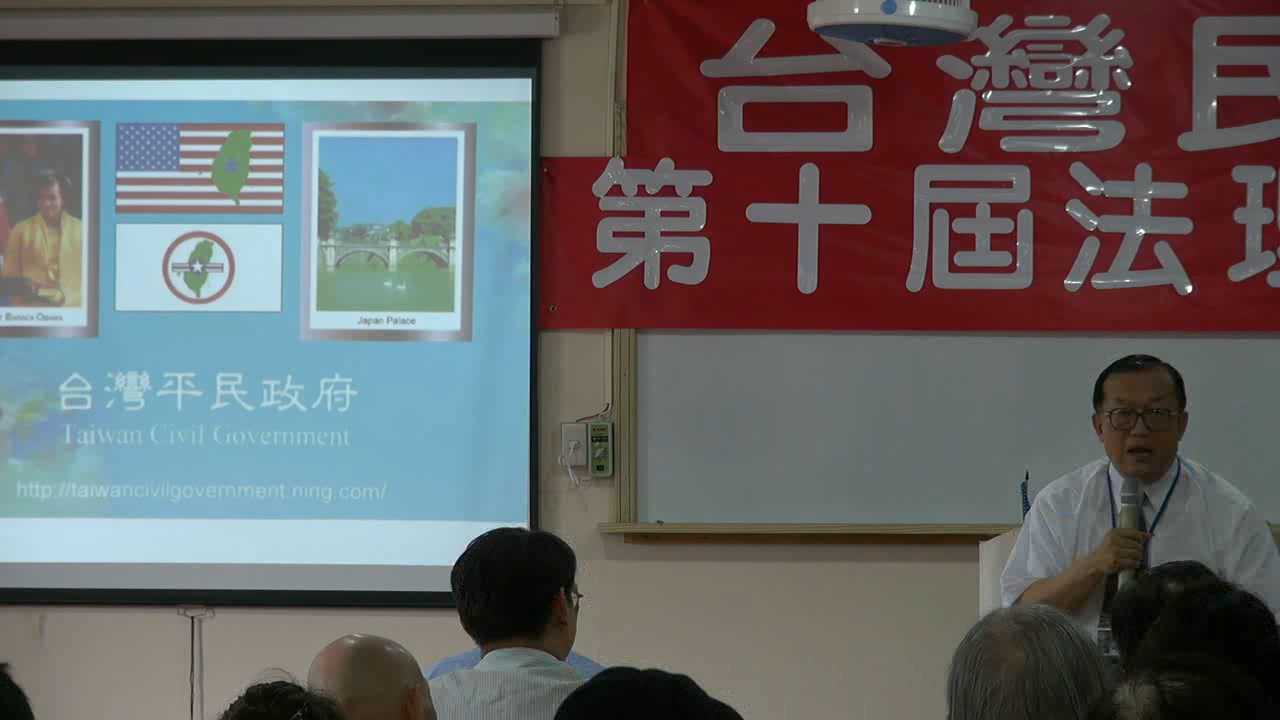 台灣民
第十屆法理
Barack Obama
Japan Palace
台灣平民政府
Taiwan Civil Government
http://taiwancivilgovernment.ning.com/